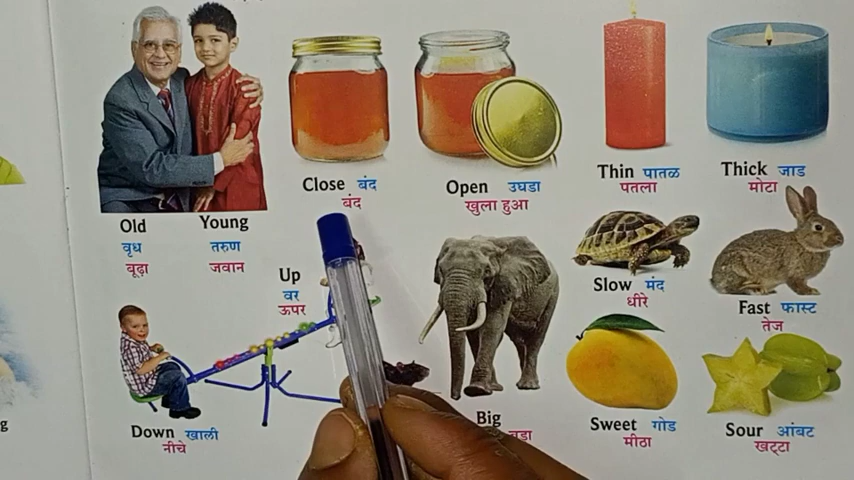 Old
वृध
बूढ़ा
Young
तरुण
जवान
Close बंद
बंद
Open उघडा
खुला हुआ
Thin पातळ
पतला
Thick जाड
मोटा
Up
वर
ऊपर
Down खाली
नीचे
Big
Slow मंद
धीरे
Fast फास्ट
तेज
Sweet गोड
मीठा
Sour आंबट
खट्टा
g